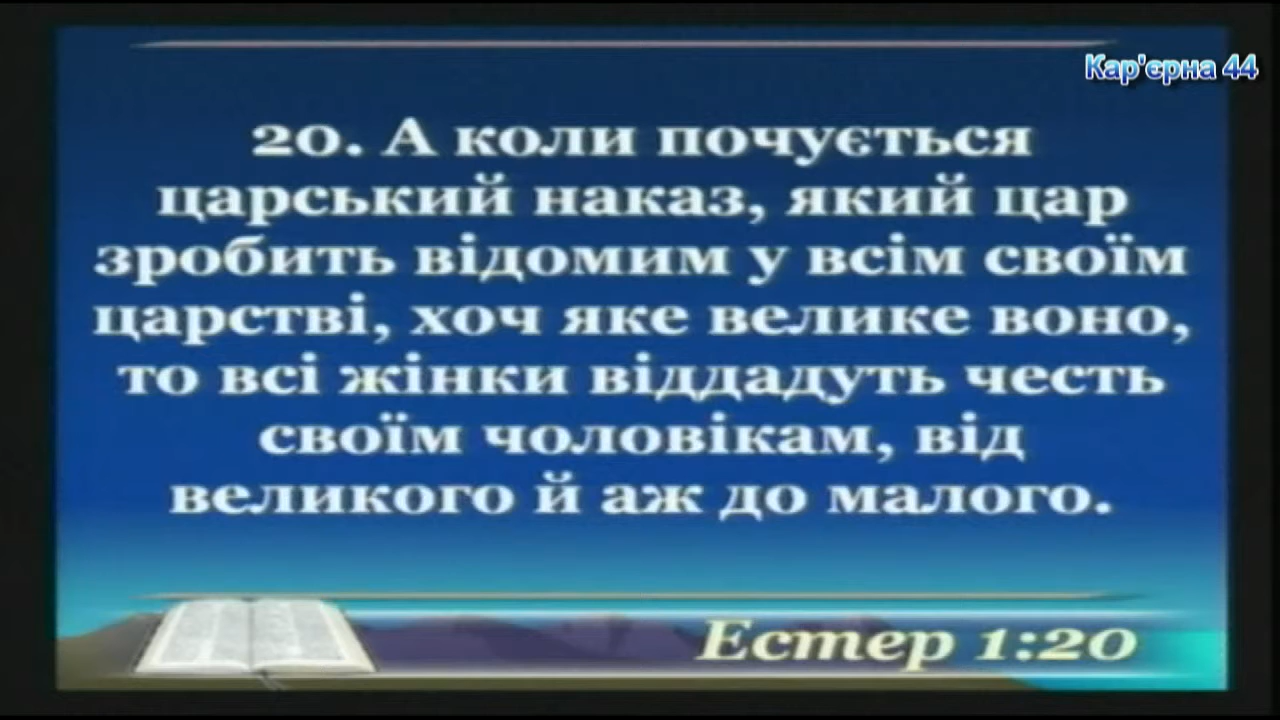 Кар'єрна 44
20. А коли почується
царський наказ, який цар
зробить відомим у всім своїм
царстві, хоч яке велике воно,
то всі жінки віддадуть честь
своїм чоловікам, від
великого й аж до малого.
Естер 1:20